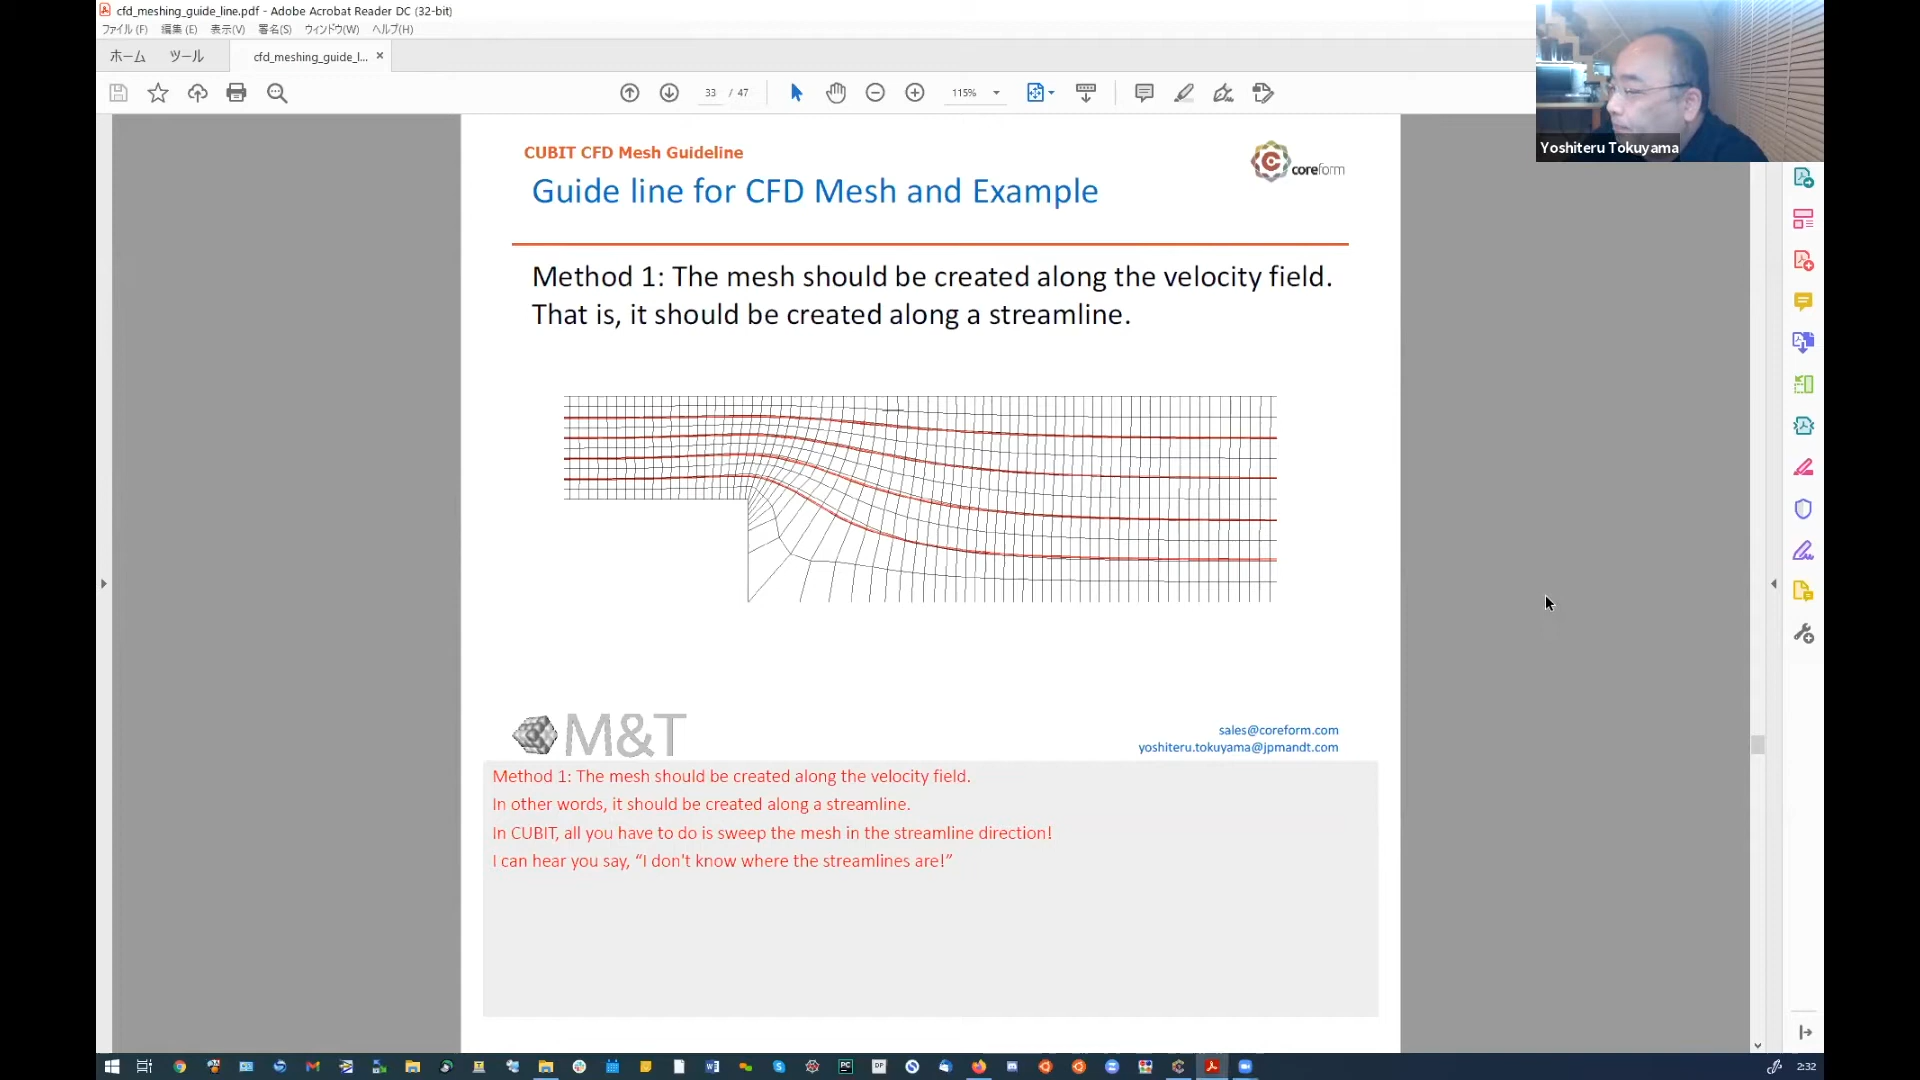 cfd_meshing_guide_line.pdf - Adobe Acrobat Reader DC (32-bit)
ファイル(F) 編集(E) 表示(V) 署名(S) ウィンドウ(W) ヘルプ(H)
ホーム ツール cfd_meshing_guide_l... ×
33 / 47 115%
Yoshiteru Tokuyama
CUBIT CFD Mesh Guideline
coreform
Guide line for CFD Mesh and Example
Method 1: The mesh should be created along the velocity field.
That is, it should be created along a streamline.
M&T
sales@coreform.com
yoshiteru.tokuyama@jpmandt.com
Method 1: The mesh should be created along the velocity field.
In other words, it should be created along a streamline.
In CUBIT, all you have to do is sweep the mesh in the streamline direction!
I can hear you say, “I don't know where the streamlines are!”
2:32